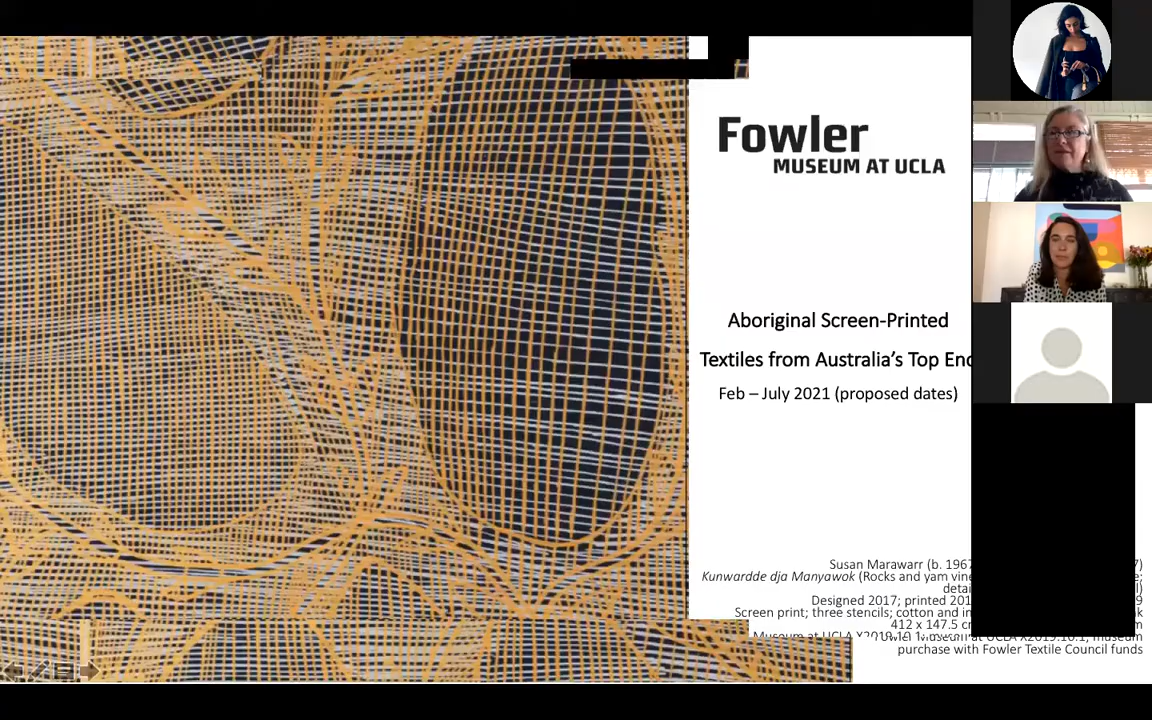 Fowler
MUSEUM AT UCLA
Aboriginal Screen-Printed
Textiles from Australia's Top End
Feb – July 2021 (proposed dates)
Susan Marawarr (b. 1967
Kunwardde dja Manyawok (Rocks and yam vine
Designed 2017; printed 201
Screen print; three stencils; cotton and
412 x 147.5
purchase with Fowler Textile Council funds